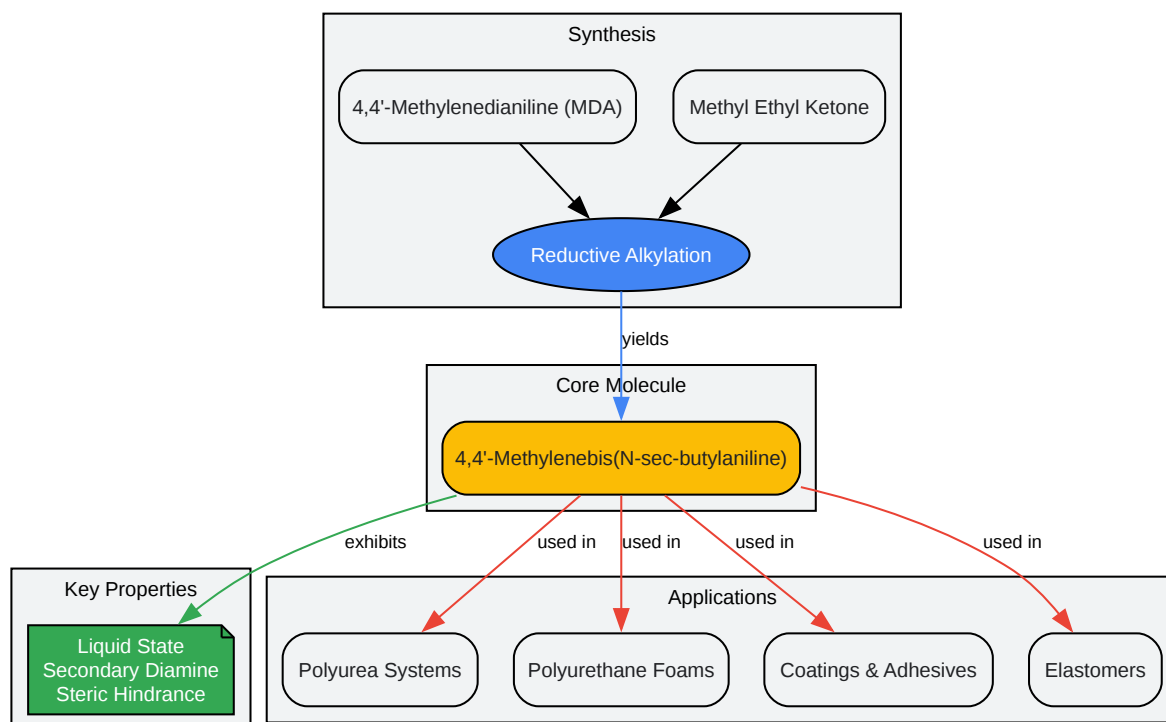 Synthesis
4,4'-Methylenedianiline (MDA)
Methyl Ethyl Ketone
Reductive Alkylation
yields
Core Molecule
4,4'-Methylenebis(N-sec-butylaniline)
exhibits
used in
used in
used in
used in
Key Properties
Liquid State
Secondary Diamine
Steric Hindrance
Applications
Polyurea Systems
Polyurethane Foams
Coatings & Adhesives
Elastomers